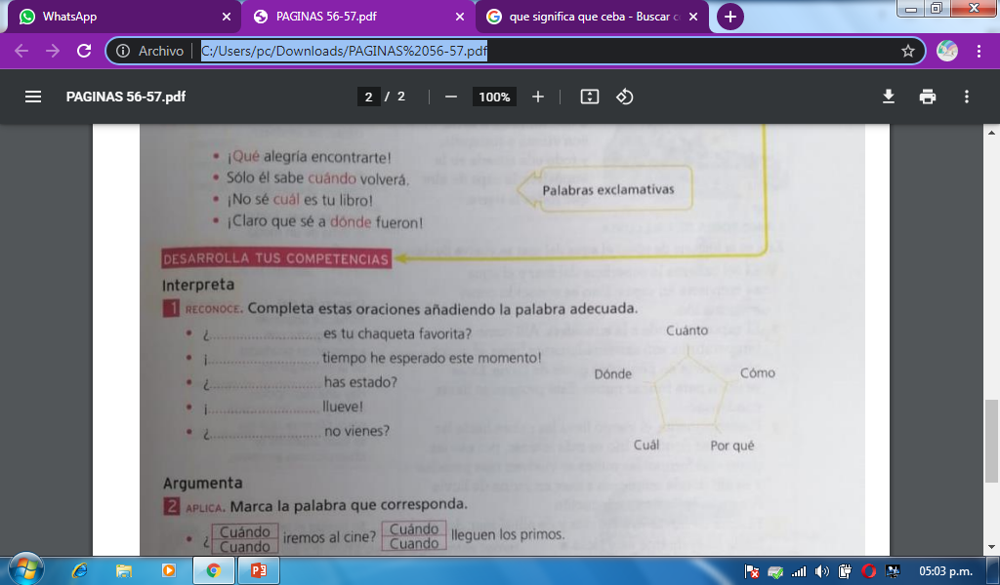 WhatsApp
PAGINAS 56-57.pdf
que significa que ceba - Buscar c
Archivo
C:/Users/pc/Downloads/PAGINAS%2056-57.pdf
PAGINAS 56-57.pdf
2 / 2
100%
• ¡Qué alegría encontrarte!
• Sólo él sabe cuándo volverá.
• ¡No sé cuál es tu libro!
• ¡Claro que sé a dónde fueron!
Palabras exclamativas
DESARROLLA TUS COMPETENCIAS
Interpreta
1 RECONOCE. Completa estas oraciones añadiendo la palabra adecuada.
• ¿............................ es tu chaqueta favorita?
• ¡............................ tiempo he esperado este momento!
• ¿............................ has estado?
• ¡............................ llueve!
• ¿............................ no vienes?
Cuánto
Dónde
Cómo
Cuál
Por qué
Argumenta
2 APLICA. Marca la palabra que corresponda.
• ¿ Cuándo Cuando iremos al cine? Cuándo Cuando lleguen los primos.
05:03 p.m.